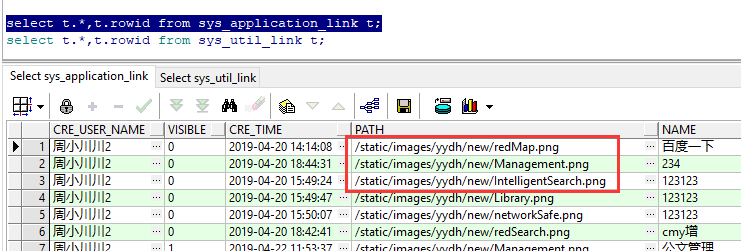 select t.*,t.rowid from sys_application_link t;
select t.*,t.rowid from sys_util_link t;
Select sys_application_link Select sys_util_link
CRE_USER_NAME VISIBLE CRE_TIME PATH NAME
1 周小川川2 ··· 0 2019-04-20 14:14:08 ··· /static/images/yydh/new/redMap.png ··· 百度一下
2 周小川川2 ··· 0 2019-04-20 18:44:31 ··· /static/images/yydh/new/Management.png ··· 234
3 周小川川2 ··· 0 2019-04-20 15:49:24 ··· /static/images/yydh/new/IntelligentSearch.png ··· 123123
4 周小川川2 ··· 0 2019-04-20 15:49:47 ··· /static/images/yydh/new/Library.png ··· 123123
5 周小川川2 ··· 0 2019-04-20 15:50:07 ··· /static/images/yydh/new/networkSafe.png ··· 123123
6 周小川川2 ··· 0 2019-04-20 18:42:41 ··· /static/images/yydh/new/redSearch.png ··· cmy增
7 周小川川2 ··· 1 2019-04-22 11:53:37 ··· /static/images/yydh/new/Management.png ··· 公文管理